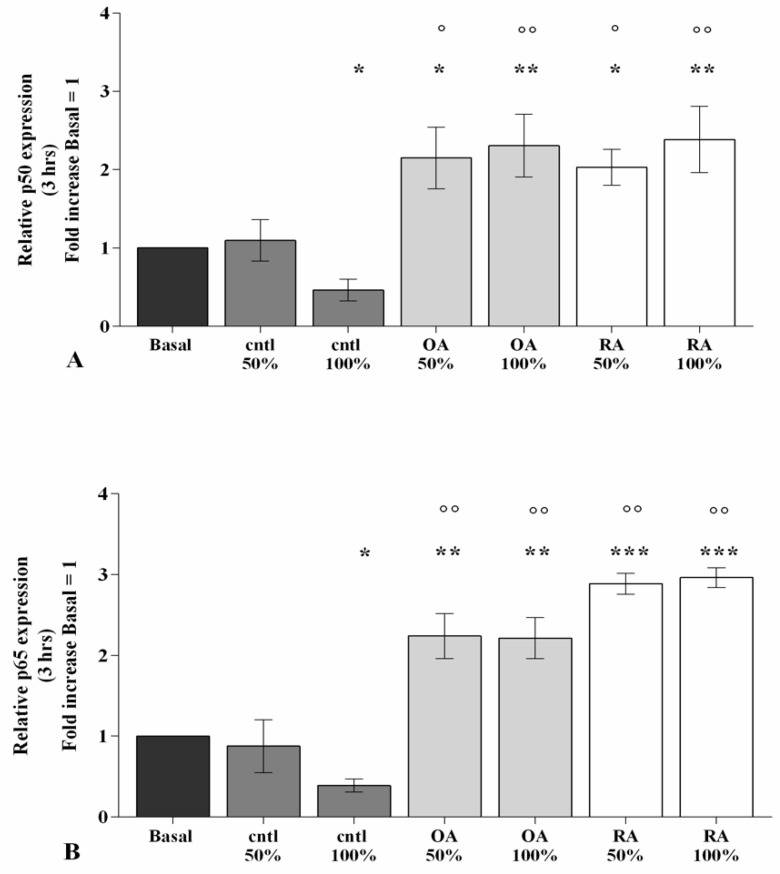 Relative p50 expression
(3 hrs)
Fold increase Basal = 1
4
3
2
1
0
° °° ° °°
* * ** * **
Basal cntl cntl OA OA RA RA
50% 100% 50% 100% 50% 100%
A
Relative p65 expression
(3 hrs)
Fold increase Basal = 1
4
3
2
1
0
°° °° °° °°
* ** ** *** ***
Basal cntl cntl OA OA RA RA
50% 100% 50% 100% 50% 100%
B